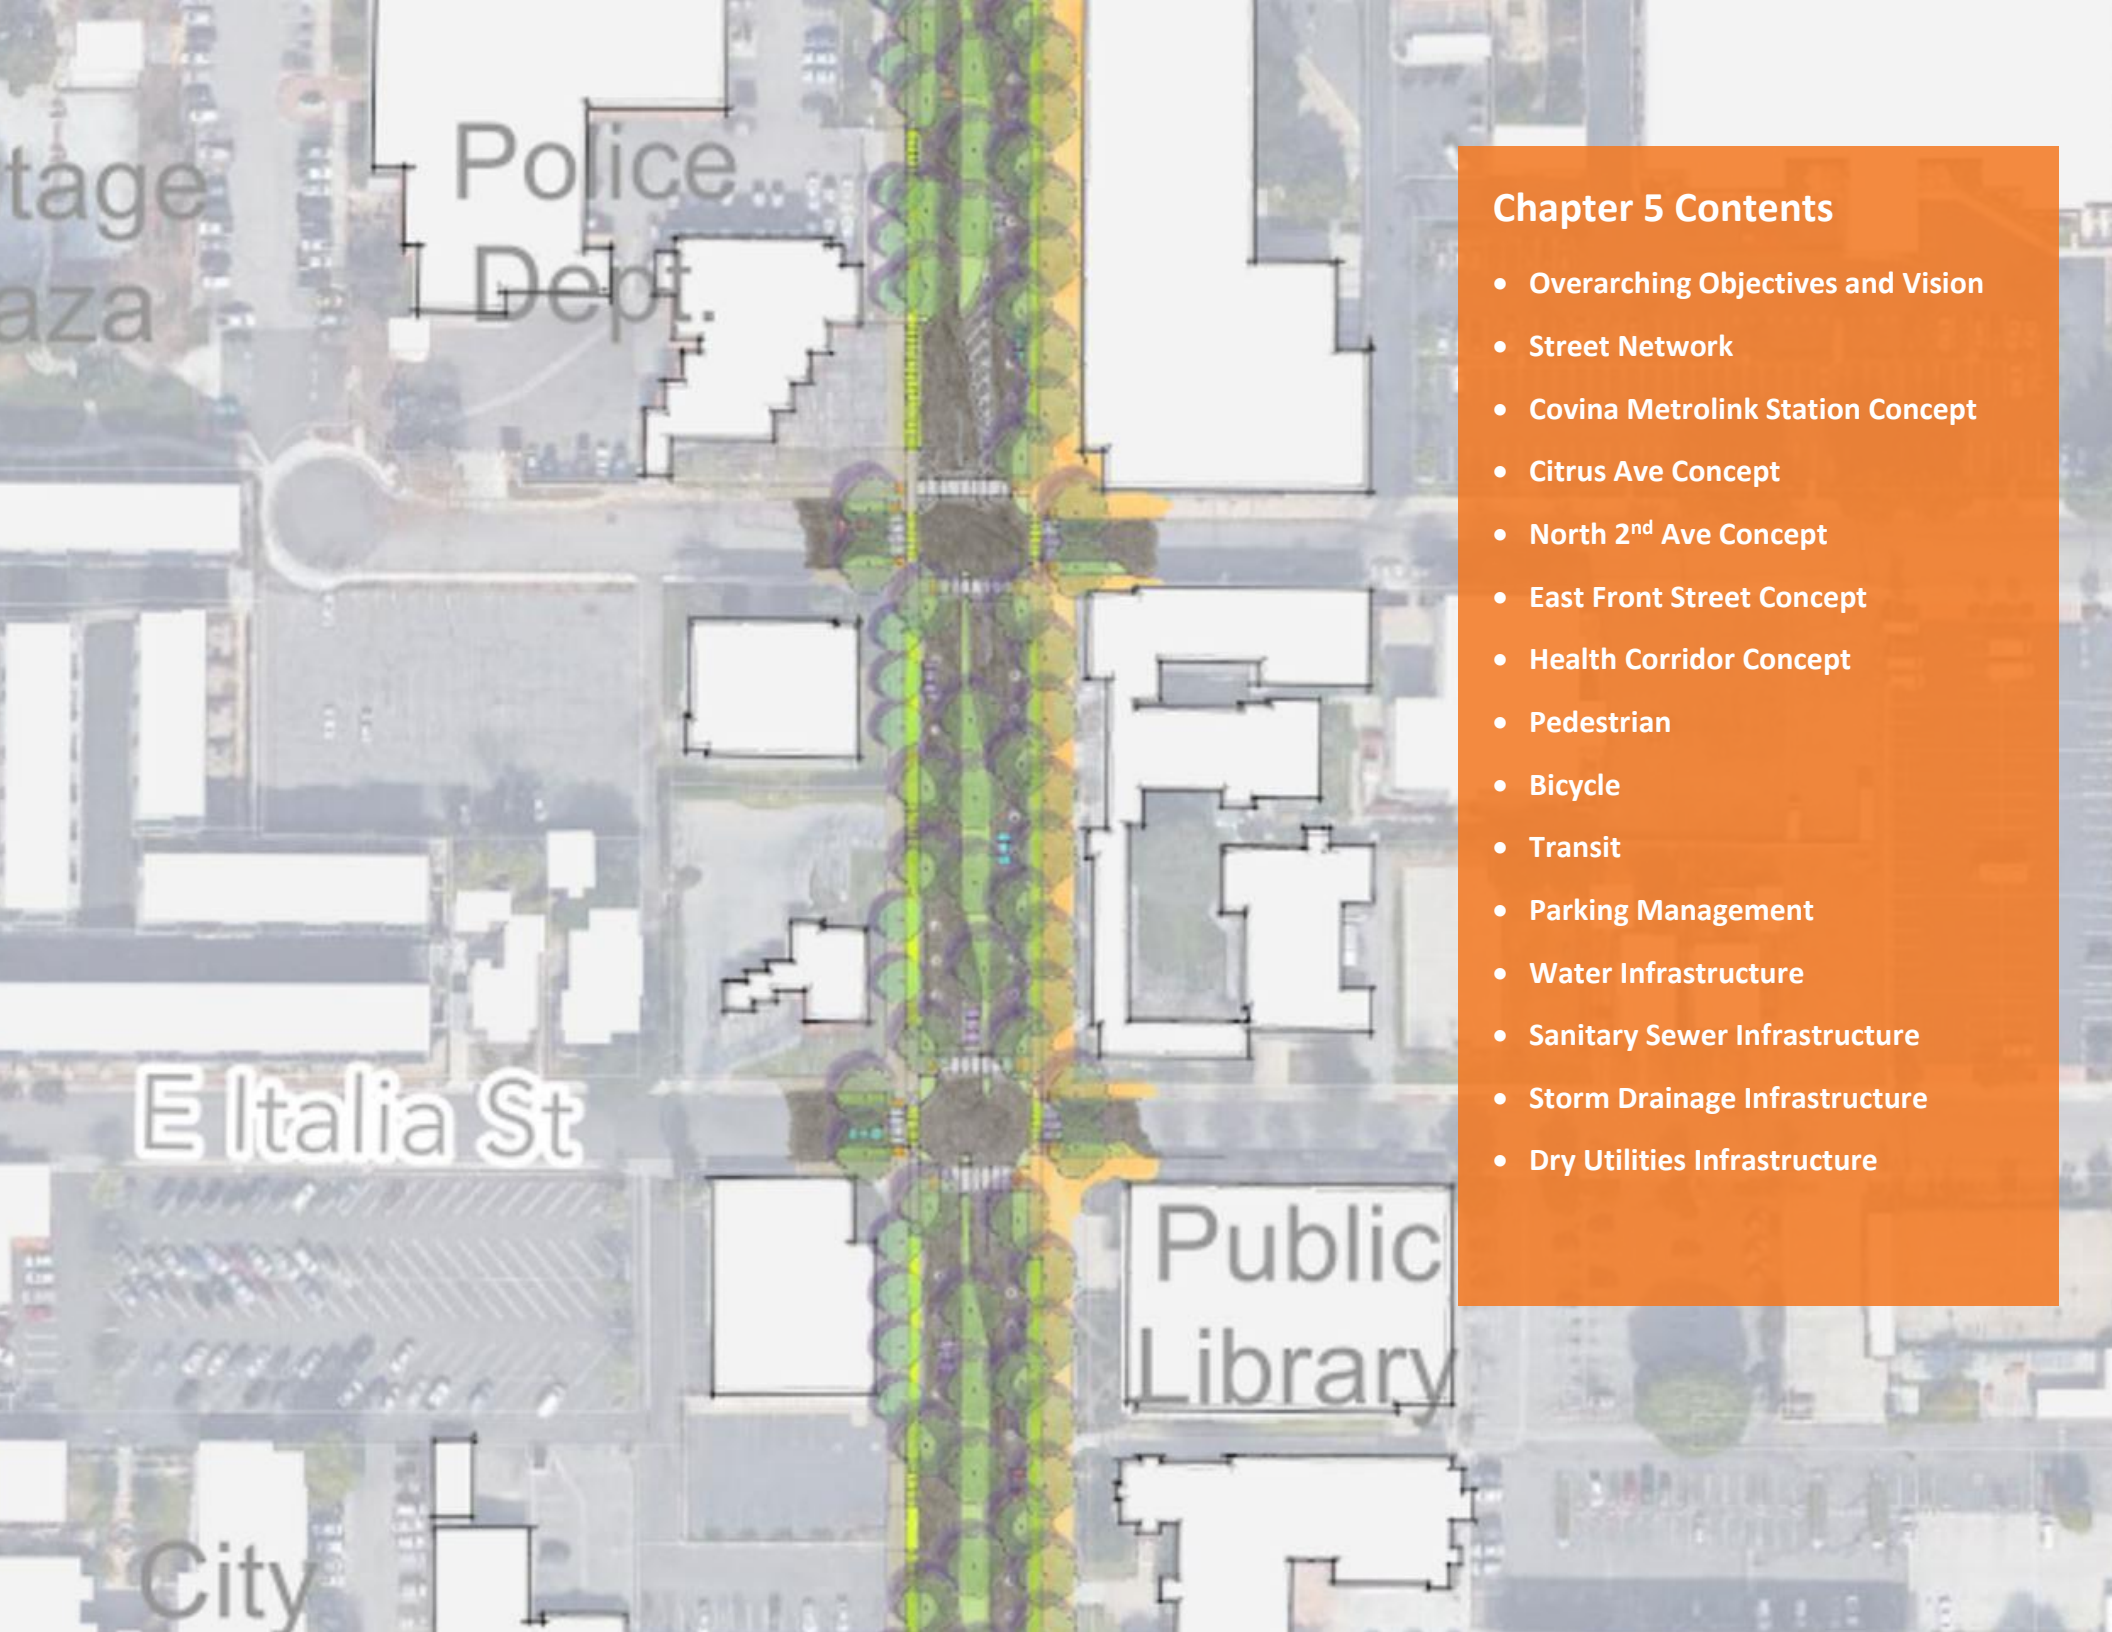 tage
aza
Police
Dept.
Chapter 5 Contents
• Overarching Objectives and Vision
• Street Network
• Covina Metrolink Station Concept
• Citrus Ave Concept
• North 2nd Ave Concept
• East Front Street Concept
• Health Corridor Concept
• Pedestrian
• Bicycle
• Transit
• Parking Management
• Water Infrastructure
• Sanitary Sewer Infrastructure
• Storm Drainage Infrastructure
• Dry Utilities Infrastructure
E Italia St
Public
Library
City